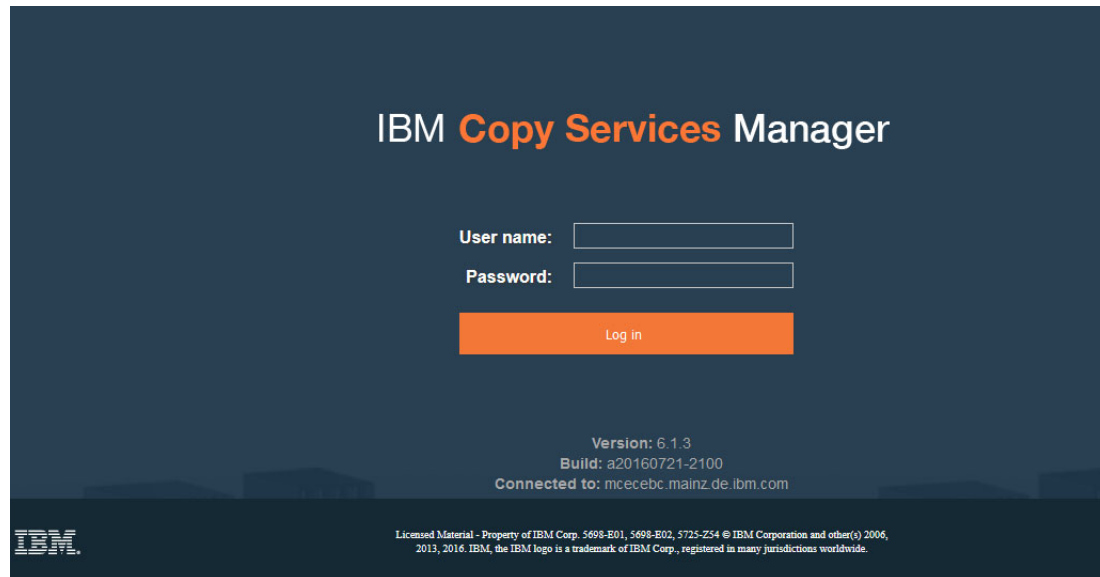 IBM Copy Services Manager
User name:
Password:
Log in
Version: 6.1.3
Build: a20160721-2100
Connected to: mcecebc.mainz.de.ibm.com
IBM.
Licensed Material - Property of IBM Corp. 5698-E01, 5698-E02, 5725-Z54 © IBM Corporation and other(s) 2006,
2013, 2016. IBM, the IBM logo is a trademark of IBM Corp., registered in many jurisdictions worldwide.